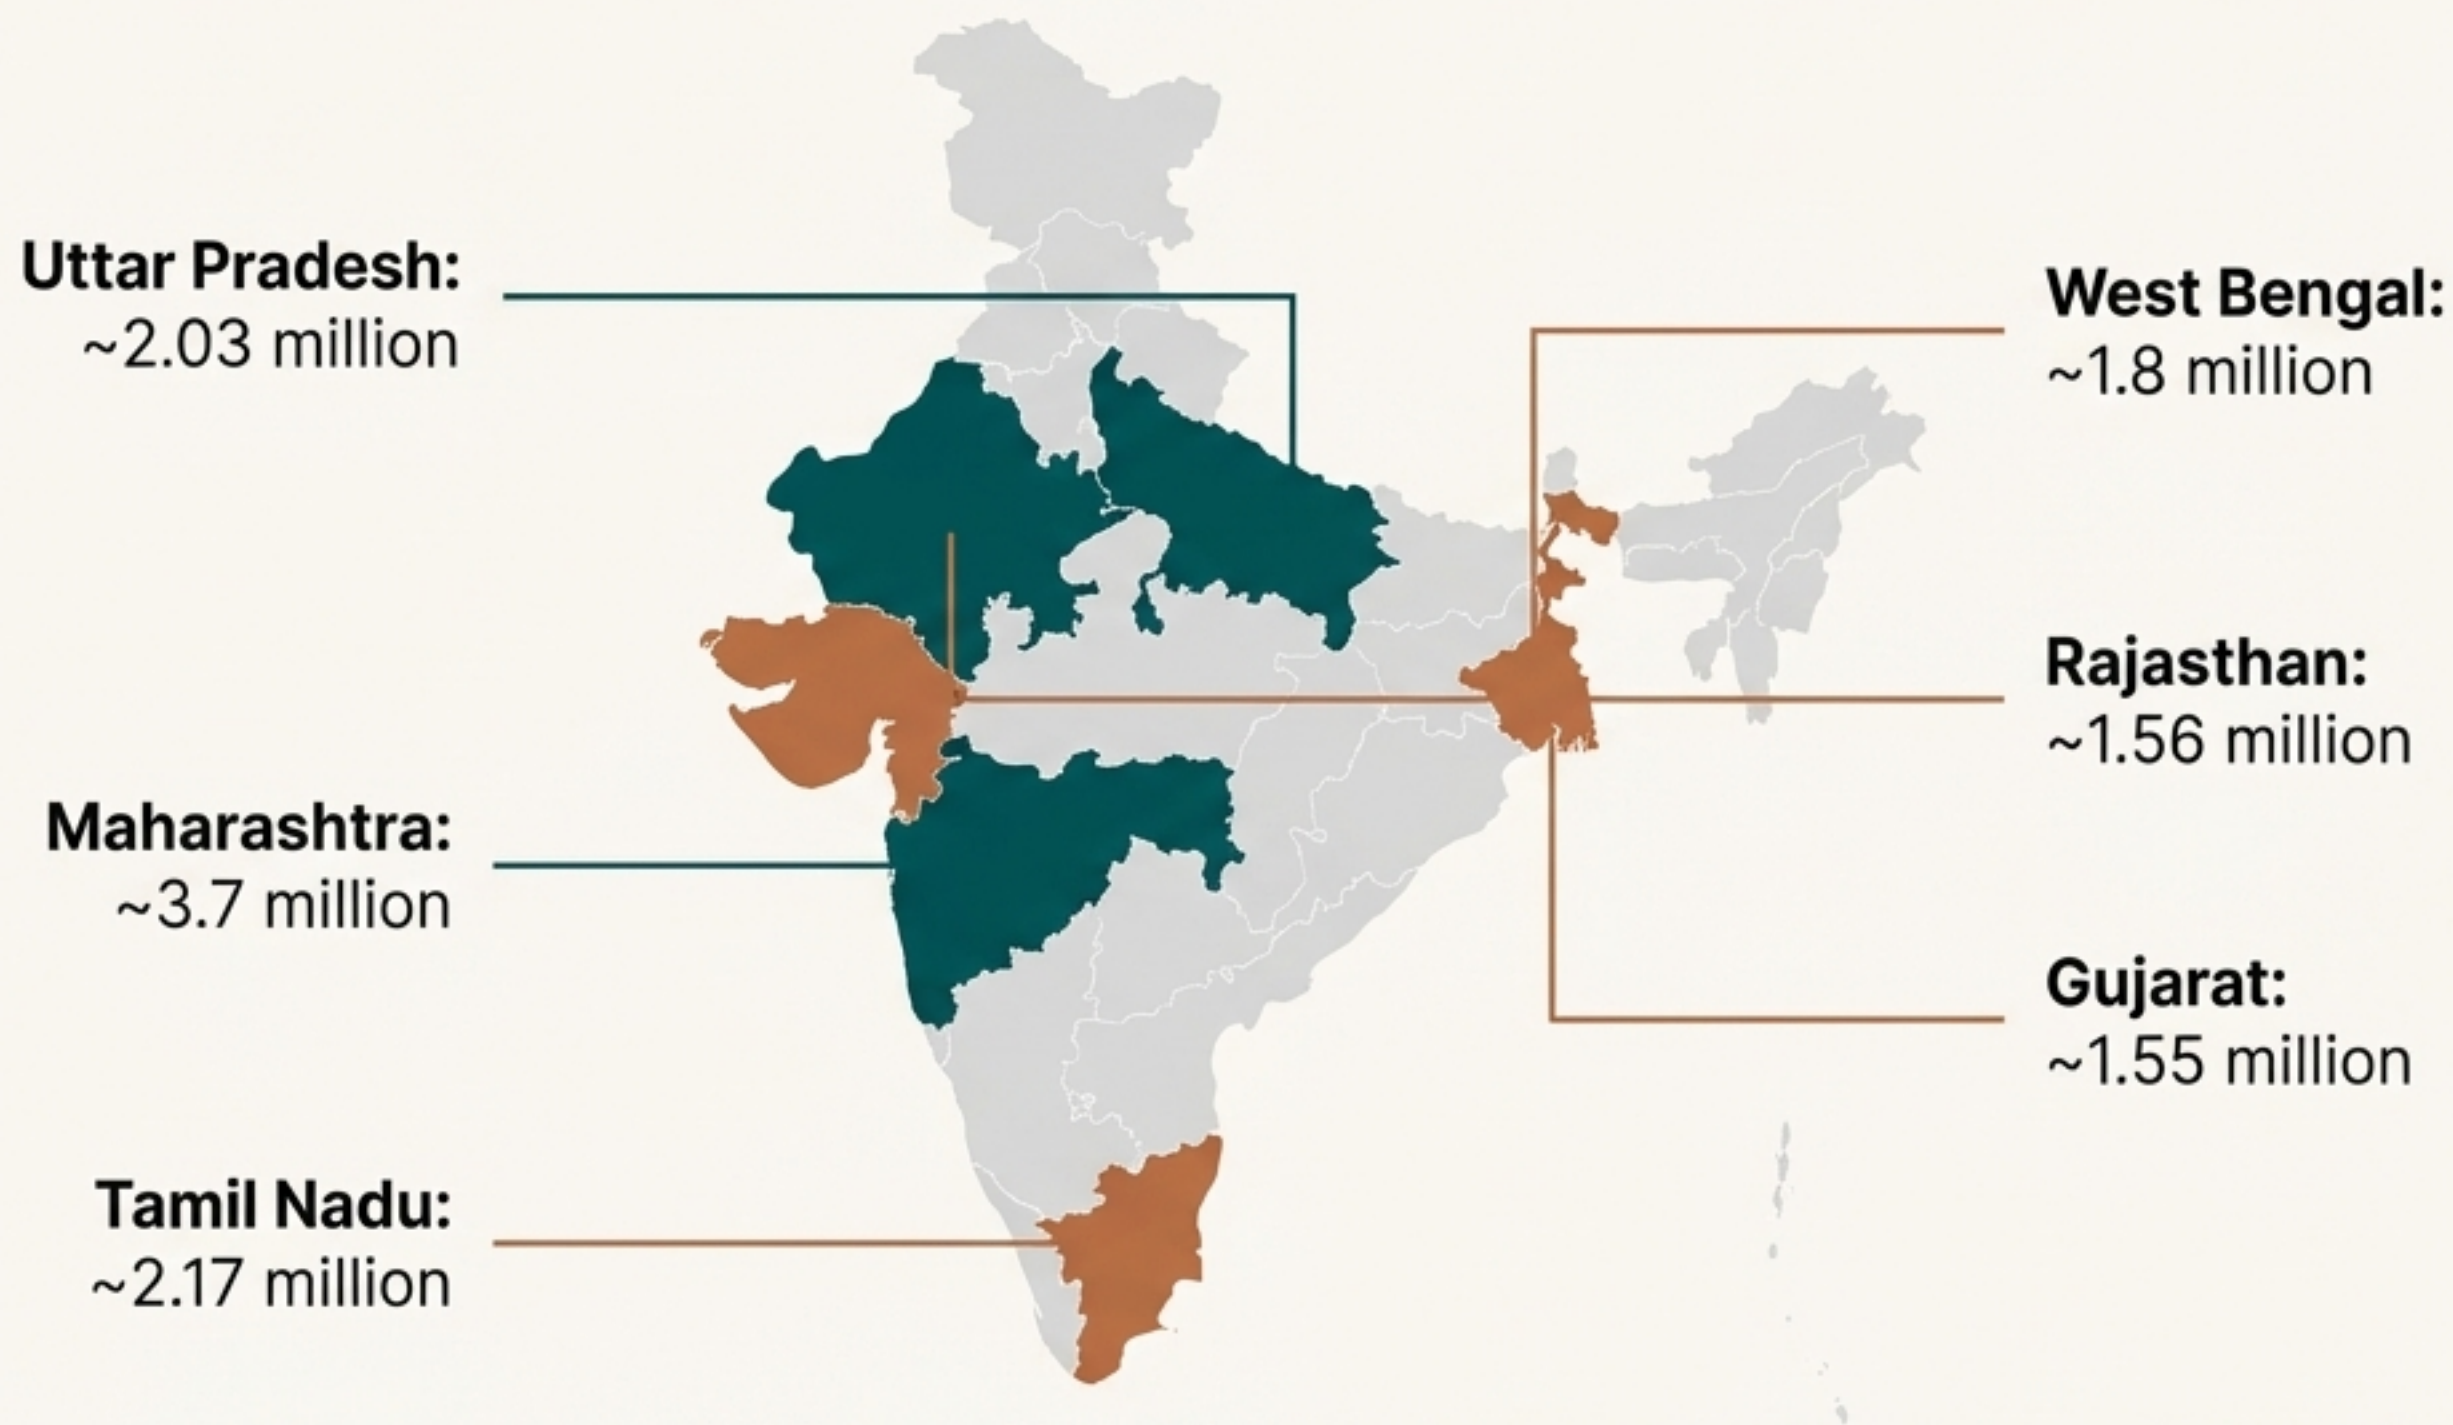 Uttar Pradesh:
~2.03 million
Maharashtra:
~3.7 million
Tamil Nadu:
~2.17 million
West Bengal:
~1.8 million
Rajasthan:
~1.56 million
Gujarat:
~1.55 million